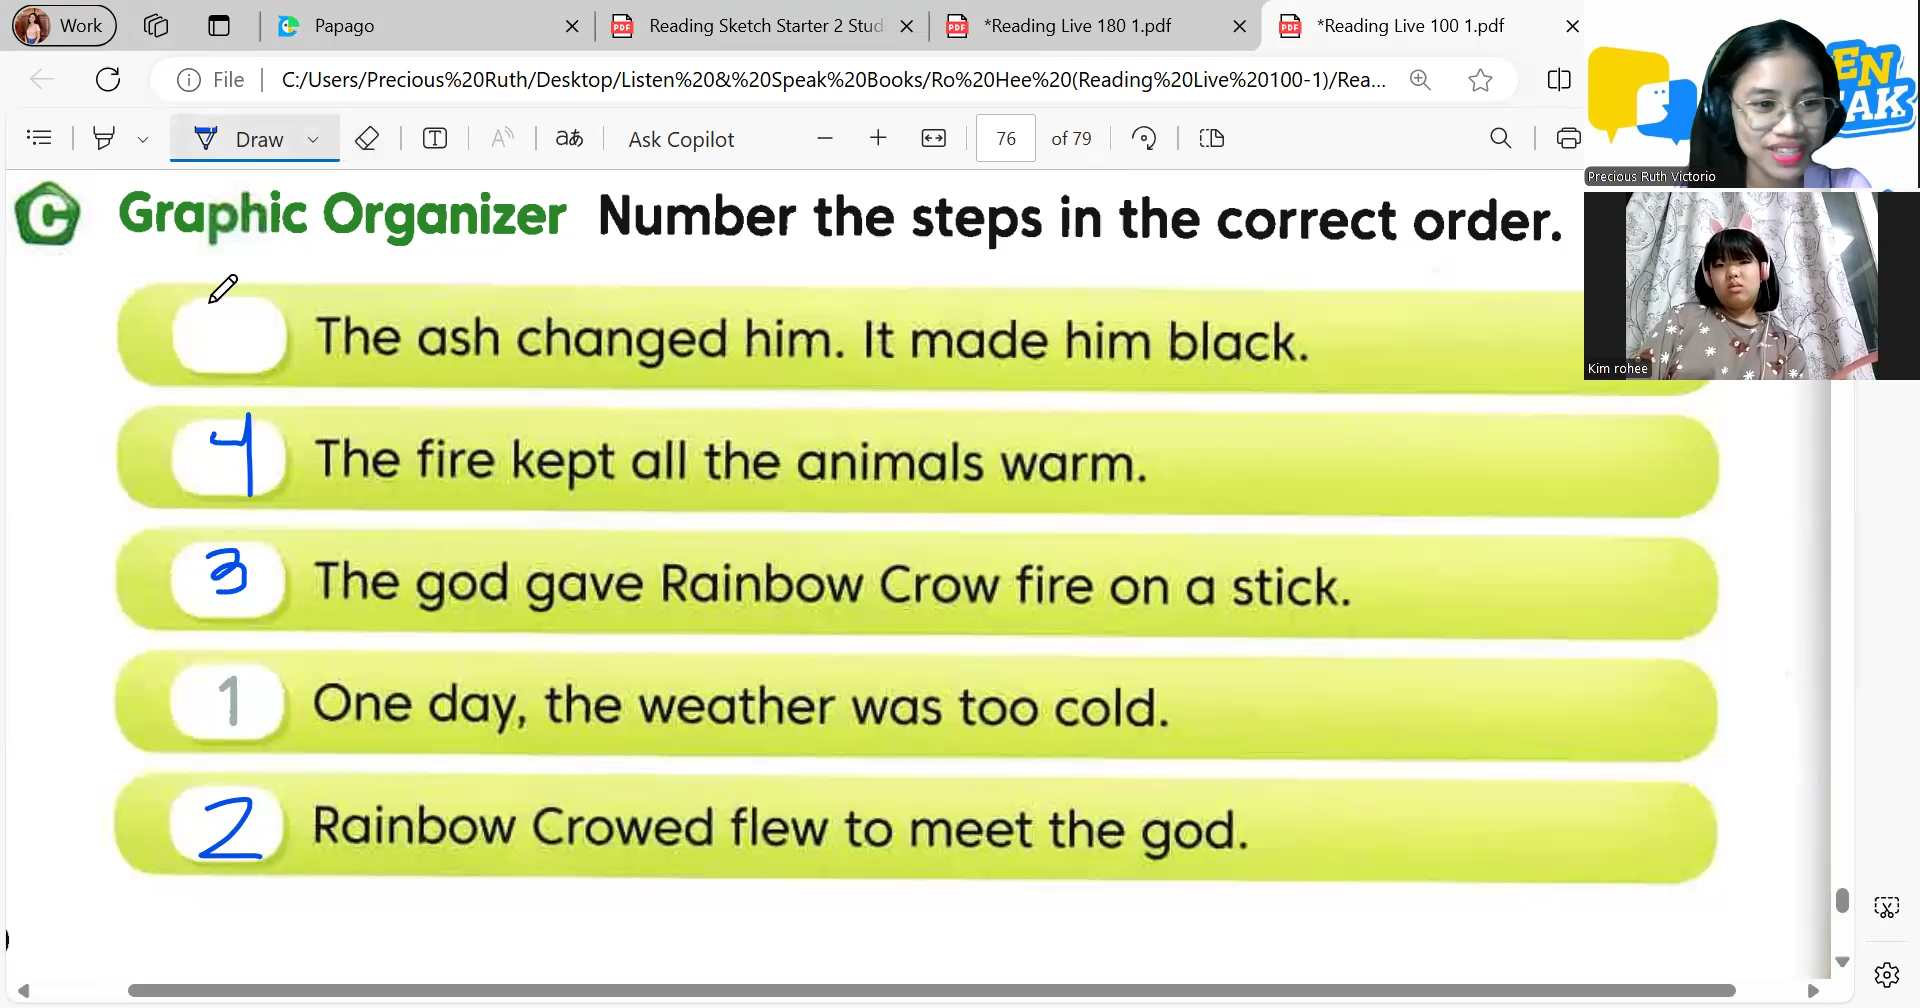 Work
Papago
Reading Sketch Starter 2 Stud
*Reading Live 180 1.pdf
*Reading Live 100 1.pdf
File
C:/Users/Precious%20Ruth/Desktop/Listen%20&%20Speak%20Books/Ro%20Hee%20(Reading%20Live%20100-1)/Rea...
Draw
Ask Copilot
76 of 79
EN
EAK
Precious Ruth Victorio
Kim rohee
C Graphic Organizer Number the steps in the correct order.
The ash changed him. It made him black.
4 The fire kept all the animals warm.
3 The god gave Rainbow Crow fire on a stick.
1 One day, the weather was too cold.
2 Rainbow Crowed flew to meet the god.